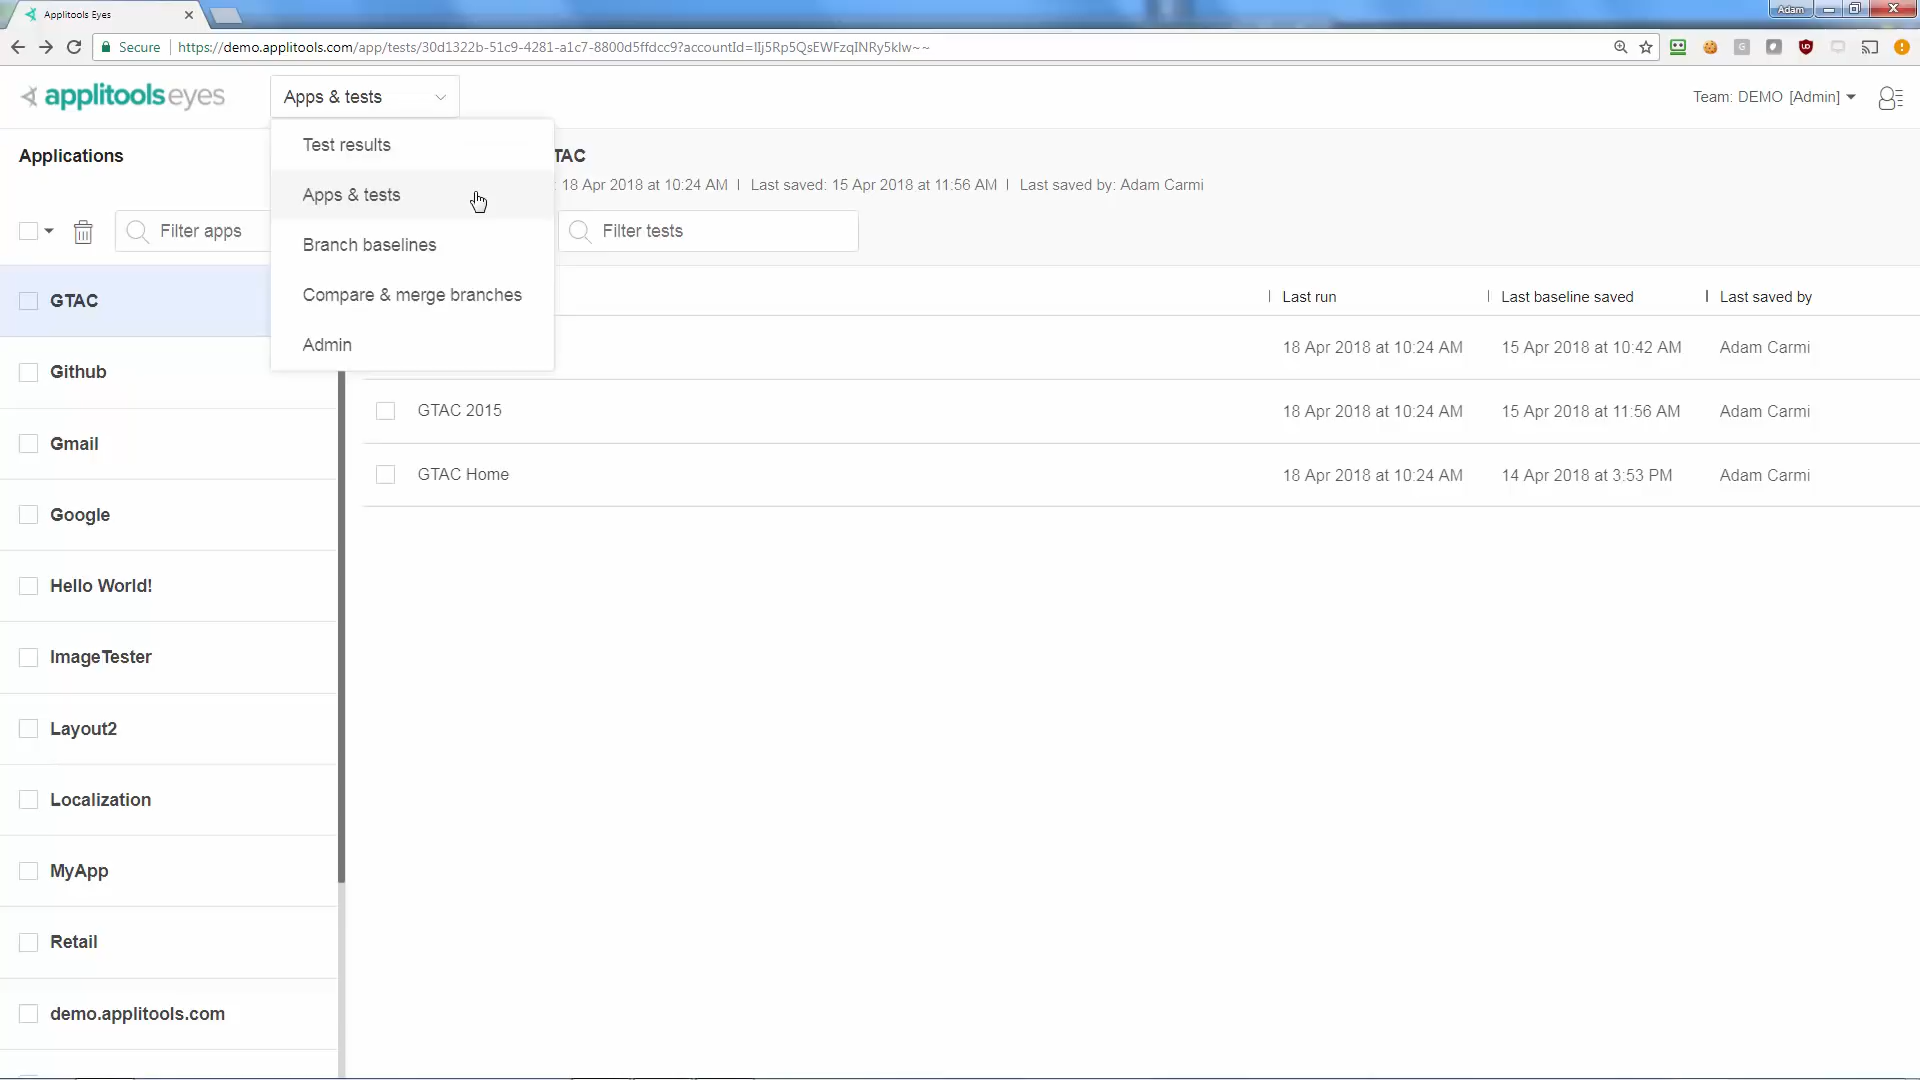 Applitools Eyes
Adam
Secure
https://demo.applitools.com/app/tests/30d1322b-51c9-4281-a1c7-8800d5ffdcc9?accountId=lIj5Rp5QsEWFzqINRy5klw~~
applitools eyes
Apps & tests
Team: DEMO [Admin]
Test results
Apps & tests
Branch baselines
Compare & merge branches
Admin
Applications
TAC
: 18 Apr 2018 at 10:24 AM | Last saved: 15 Apr 2018 at 11:56 AM | Last saved by: Adam Carmi
Filter apps
Filter tests
GTAC
Github
Gmail
Google
Hello World!
ImageTester
Layout2
Localization
MyApp
Retail
demo.applitools.com
Last run
Last baseline saved
Last saved by
18 Apr 2018 at 10:24 AM
15 Apr 2018 at 10:42 AM
Adam Carmi
GTAC 2015
18 Apr 2018 at 10:24 AM
15 Apr 2018 at 11:56 AM
Adam Carmi
GTAC Home
18 Apr 2018 at 10:24 AM
14 Apr 2018 at 3:53 PM
Adam Carmi